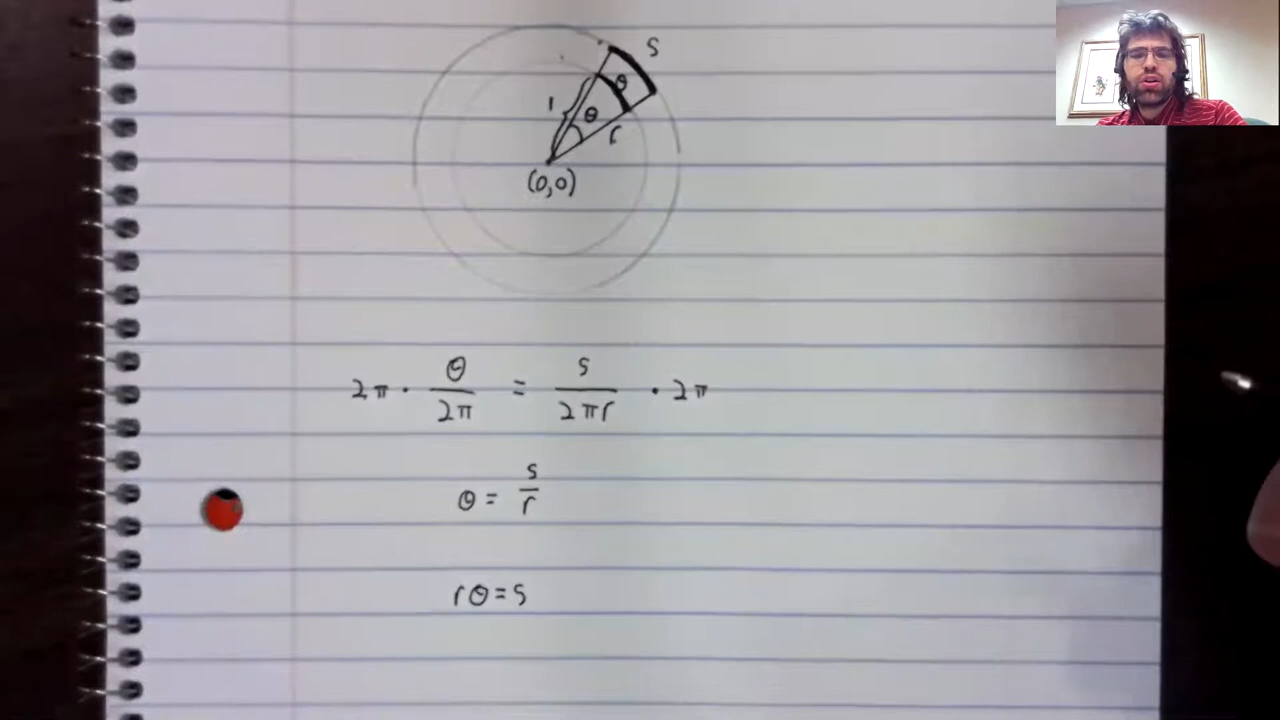 s
θ
1
θ
r
(0,0)
2π · θ/2π = s/2πr · 2π
θ = s/r
rθ = s